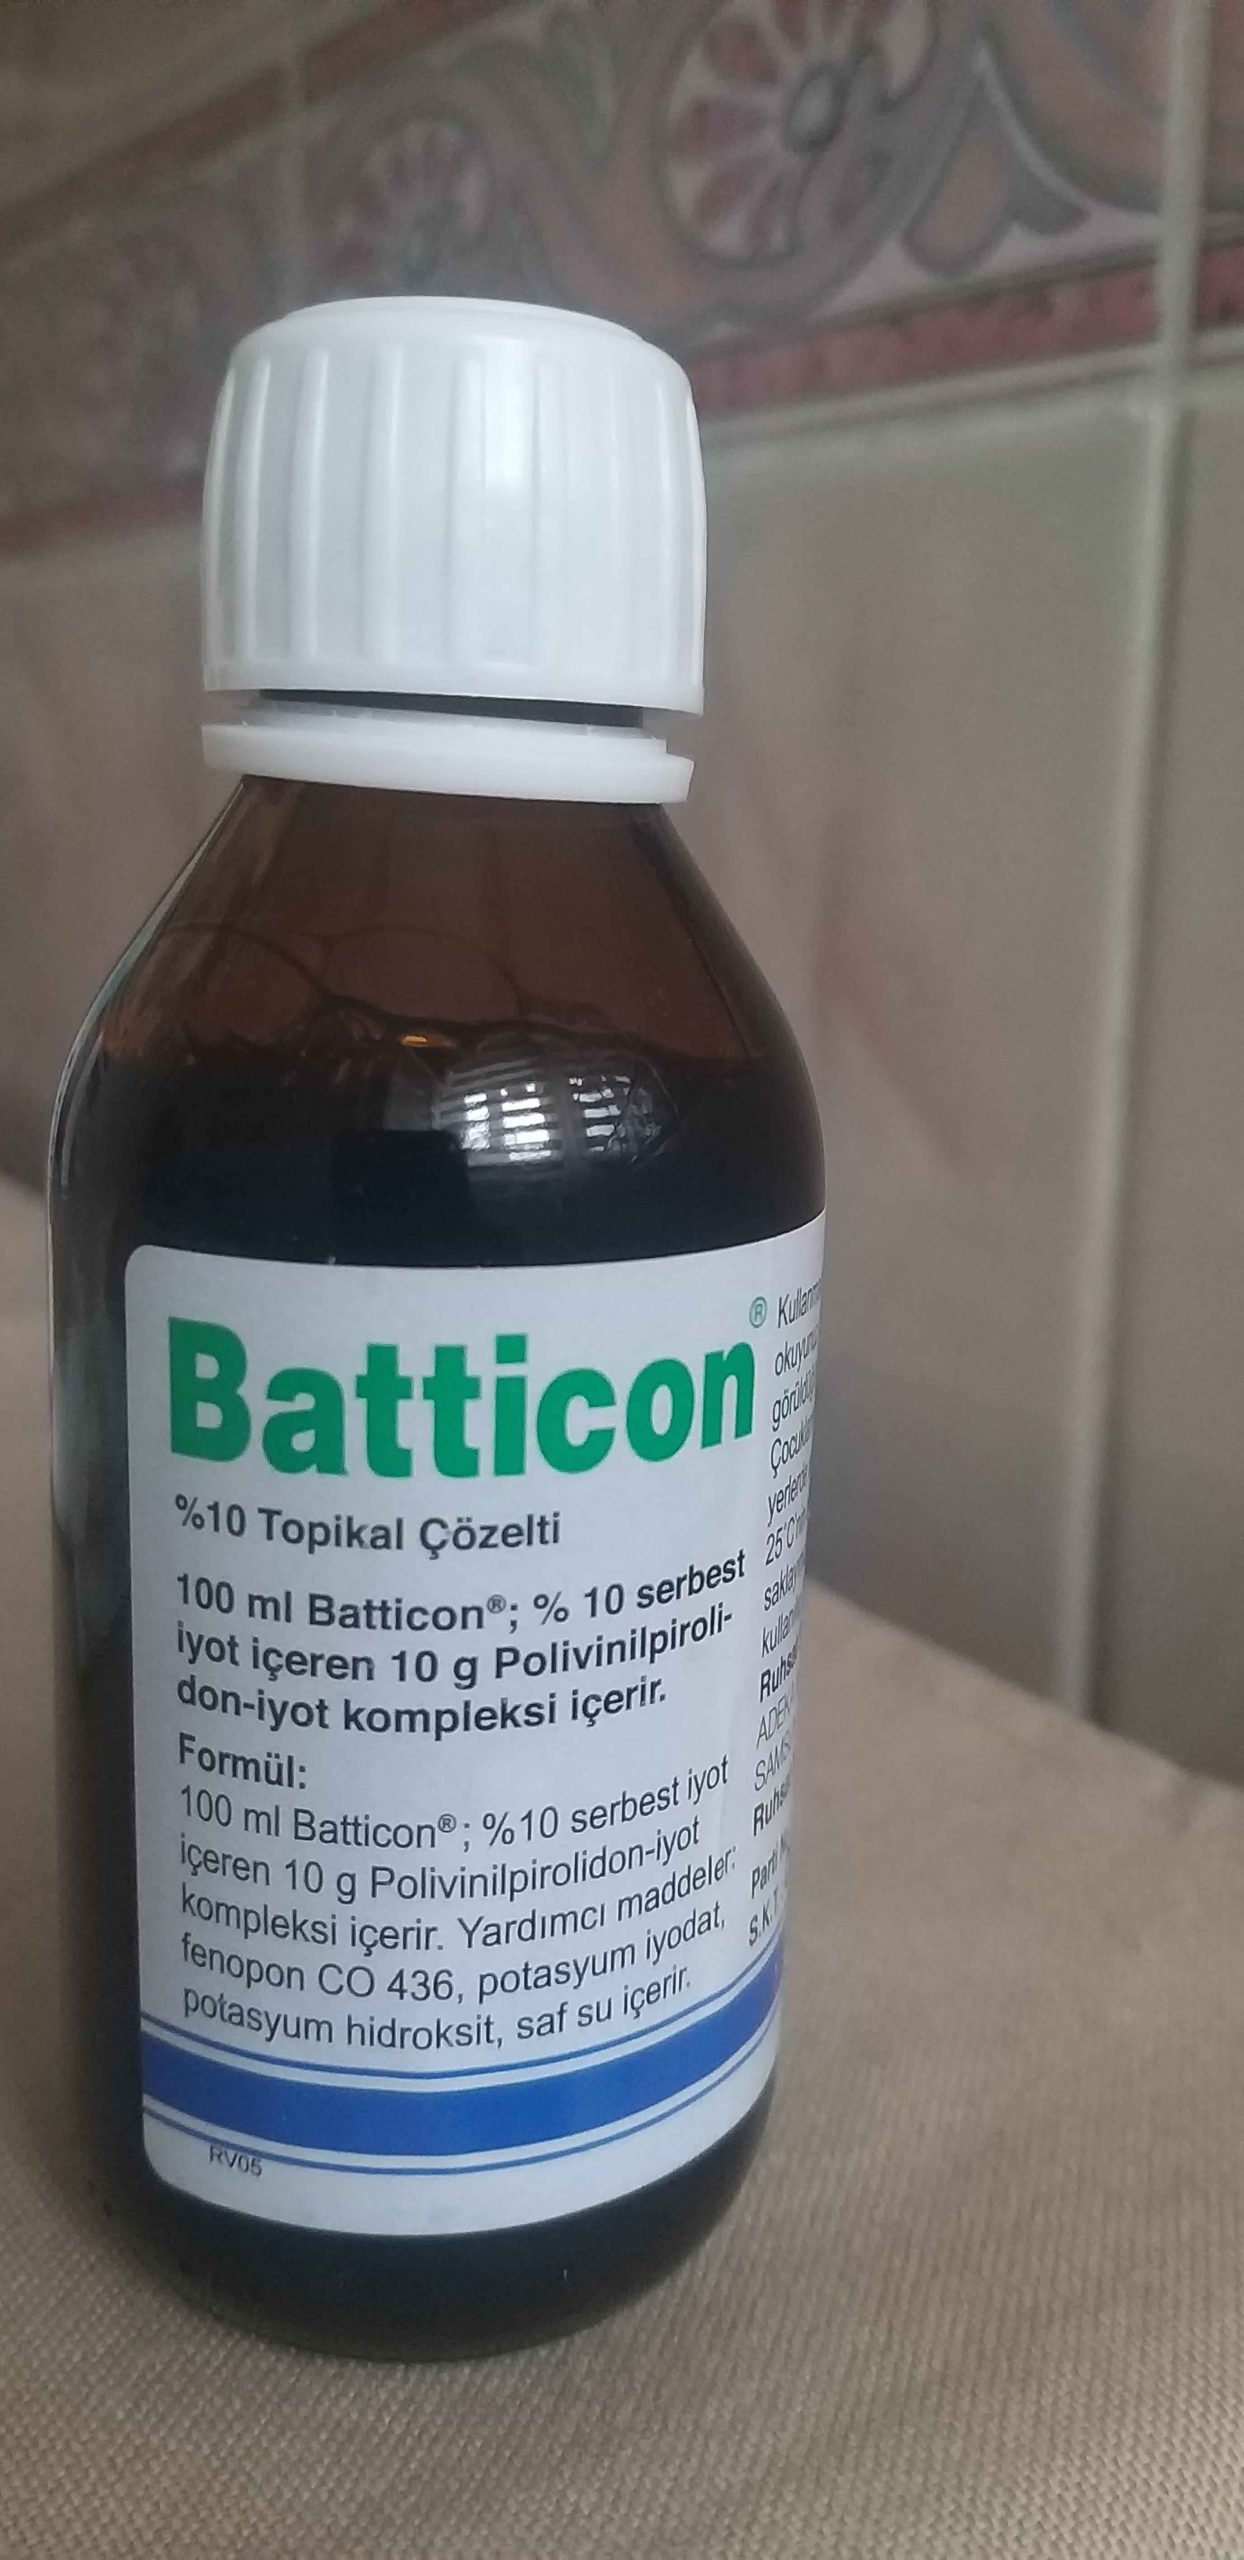 Batticon®
%10 Topikal Çözelti
100 ml Batticon®; % 10 serbest
iyot içeren 10 g Polivinilpiroli-
don-iyot kompleksi içerir.
Formül:
100 ml Batticon®; %10 serbest iyot
içeren 10 g Polivinilpirolidon-iyot
kompleksi içerir. Yardımcı maddeler:
fenopon CO 436, potasyum iyodat,
potasyum hidroksit, saf su içerir.
RV05
25°C'nin
S.K.T.